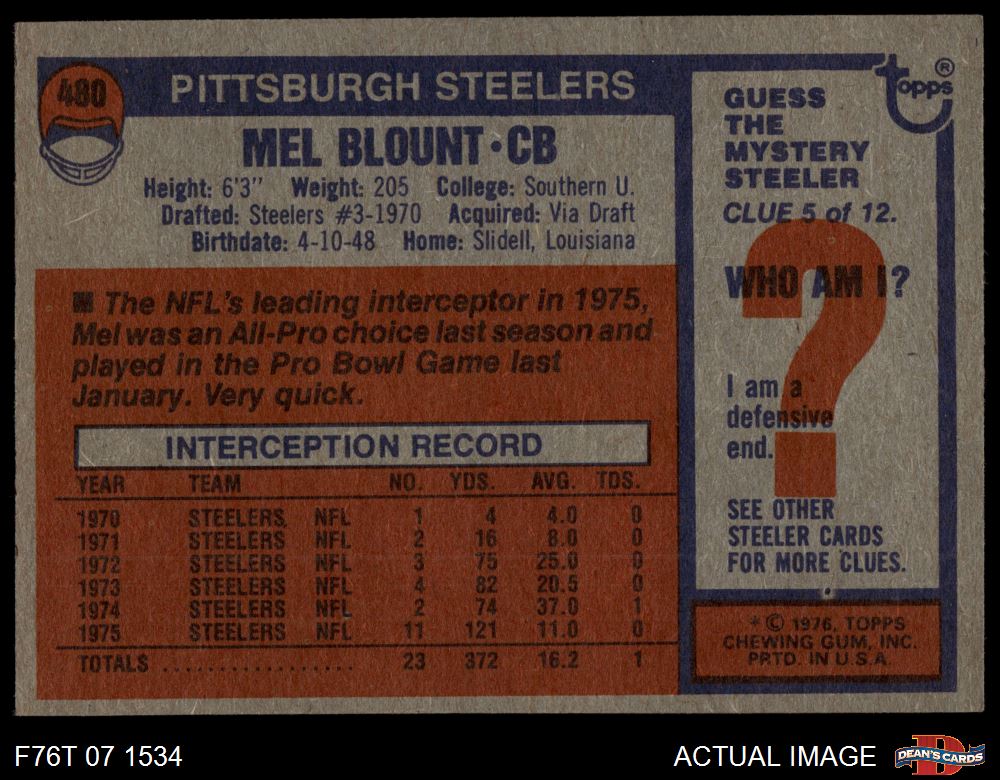 480
PITTSBURGH STEELERS
MEL BLOUNT • CB
Height: 6'3" Weight: 205 College: Southern U.
Drafted: Steelers #3-1970 Acquired: Via Draft
Birthdate: 4-10-48 Home: Slidell, Louisiana
■ The NFL's leading interceptor in 1975,
Mel was an All-Pro choice last season and
played in the Pro Bowl Game last
January. Very quick.
INTERCEPTION RECORD
YEAR TEAM NO. YDS. AVG. TDS.
1970 STEELERS NFL 1 4 4.0 0
1971 STEELERS NFL 2 16 8.0 0
1972 STEELERS NFL 3 75 25.0 0
1973 STEELERS NFL 4 82 20.5 0
1974 STEELERS NFL 2 74 37.0 1
1975 STEELERS NFL 11 121 11.0 0
TOTALS .................. 23 372 16.2 1
topps ®
GUESS
THE
MYSTERY
STEELER
CLUE 5 of 12.
?
WHO AM I?
I am a
defensive
end.
SEE OTHER
STEELER CARDS
FOR MORE CLUES.
* © 1976, TOPPS
CHEWING GUM, INC.
PRTD. IN U.S.A.
F76T 07 1534
ACTUAL IMAGE
D
DEAN'S CARDS